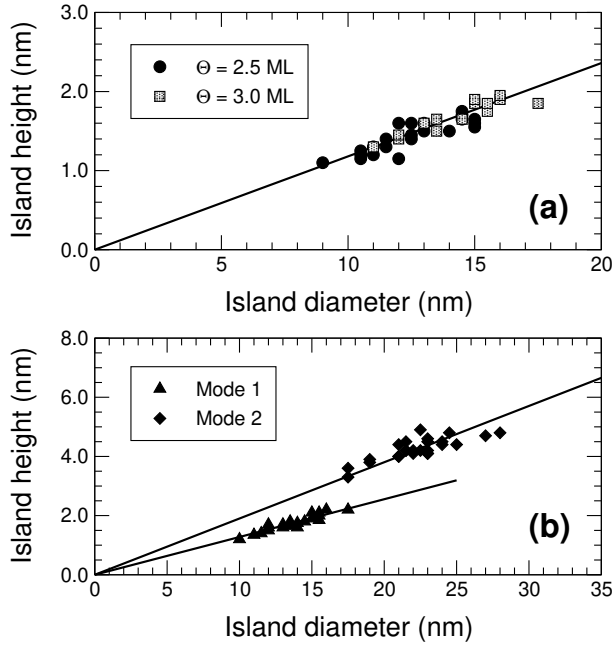 3.0
2.0
1.0
0.0
Island height (nm)
Θ = 2.5 ML
Θ = 3.0 ML
(a)
0 5 10 15 20
Island diameter (nm)
8.0
6.0
4.0
2.0
0.0
Island height (nm)
Mode 1
Mode 2
(b)
0 5 10 15 20 25 30 35
Island diameter (nm)